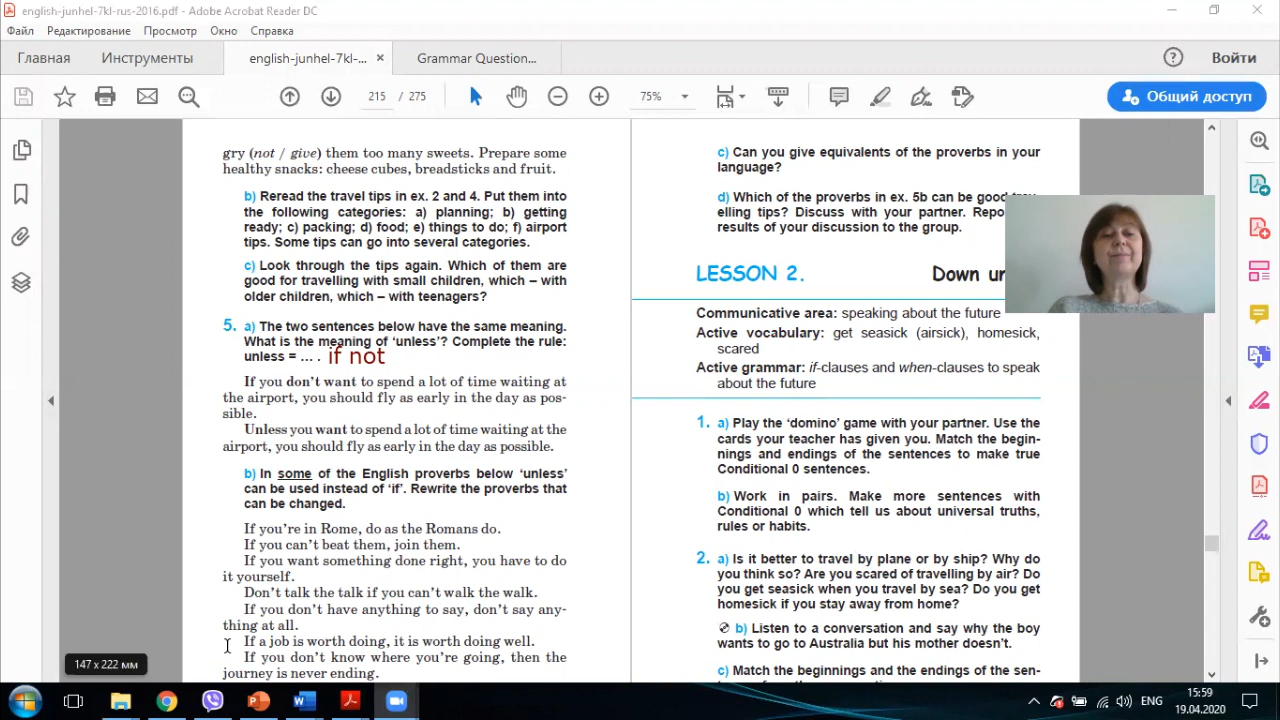 english-junhel-7kl-rus-2016.pdf - Adobe Acrobat Reader DC
Файл Редактирование Просмотр Окно Справка
Главная Инструменты english-junhel-7kl-... × Grammar Question... Войти
215 / 275 75% Общий доступ
gry (not / give) them too many sweets. Prepare some
healthy snacks: cheese cubes, breadsticks and fruit.
b) Reread the travel tips in ex. 2 and 4. Put them into
the following categories: a) planning; b) getting
ready; c) packing; d) food; e) things to do; f) airport
tips. Some tips can go into several categories.
c) Look through the tips again. Which of them are
good for travelling with small children, which – with
older children, which – with teenagers?
5. a) The two sentences below have the same meaning.
What is the meaning of ‘unless’? Complete the rule:
unless = ... . if not
If you don’t want to spend a lot of time waiting at
the airport, you should fly as early in the day as pos-
sible.
Unless you want to spend a lot of time waiting at the
airport, you should fly as early in the day as possible.
b) In some of the English proverbs below ‘unless’
can be used instead of ‘if’. Rewrite the proverbs that
can be changed.
If you’re in Rome, do as the Romans do.
If you can’t beat them, join them.
If you want something done right, you have to do
it yourself.
Don’t talk the talk if you can’t walk the walk.
If you don’t have anything to say, don’t say any-
thing at all.
If a job is worth doing, it is worth doing well.
If you don’t know where you’re going, then the
journey is never ending.
147 x 222 мм
c) Can you give equivalents of the proverbs in your
language?
d) Which of the proverbs in ex. 5b can be good trav-
elling tips? Discuss with your partner. Repo
results of your discussion to the group.
LESSON 2. Down un
Communicative area: speaking about the future
Active vocabulary: get seasick (airsick), homesick,
scared
Active grammar: if-clauses and when-clauses to speak
about the future
1. a) Play the ‘domino’ game with your partner. Use the
cards your teacher has given you. Match the begin-
nings and endings of the sentences to make true
Conditional 0 sentences.
b) Work in pairs. Make more sentences with
Conditional 0 which tell us about universal truths,
rules or habits.
2. a) Is it better to travel by plane or by ship? Why do
you think so? Are you scared of travelling by air? Do
you get seasick when you travel by sea? Do you get
homesick if you stay away from home?
b) Listen to a conversation and say why the boy
wants to go to Australia but his mother doesn’t.
c) Match the beginnings and the endings of the sen-
ENG 15:59
19.04.2020